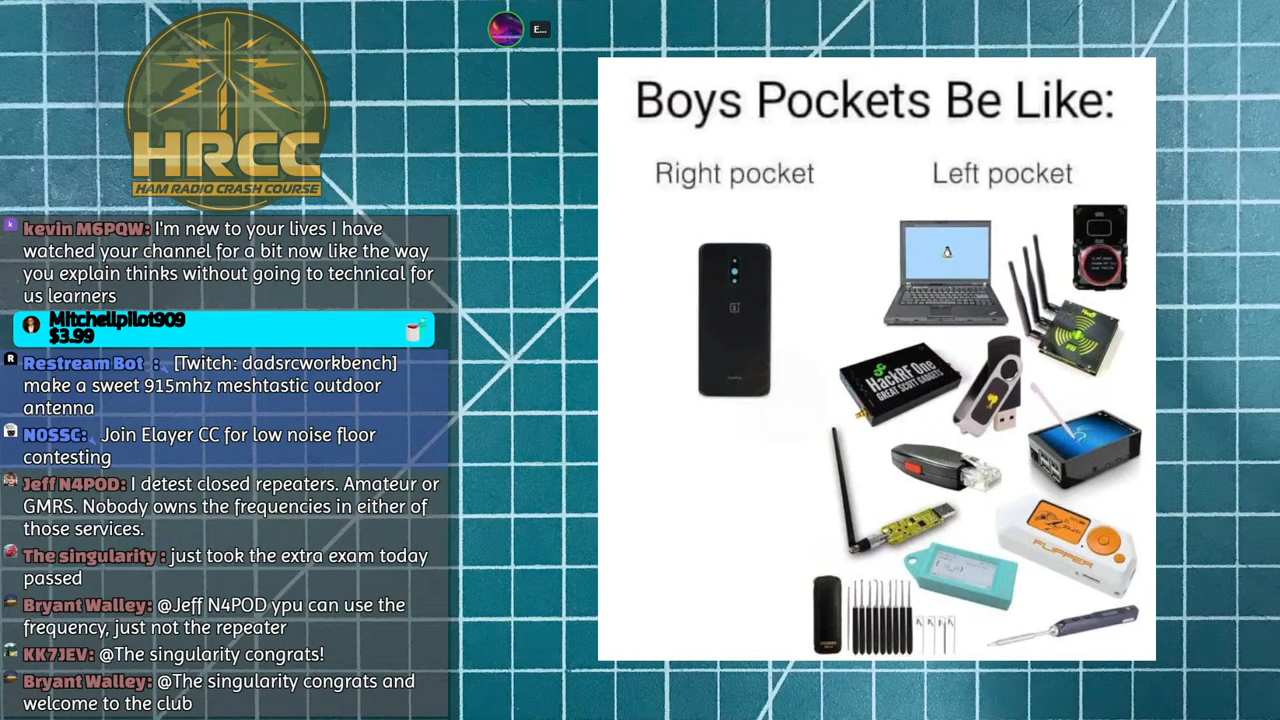 E...
HRCC
HAM RADIO CRASH COURSE
k
kevin M6PQW: I'm new to your lives I have
watched your channel for a bit now like the way
you explain thinks without going to technical for
us learners
Mitchellpilot909
$3.99
R
Restream Bot : [Twitch: dadsrcworkbench]
make a sweet 915mhz meshtastic outdoor
antenna
N0SSC: Join Elayer CC for low noise floor
contesting
Jeff N4POD: I detest closed repeaters. Amateur or
GMRS. Nobody owns the frequencies in either of
those services.
The singularity : just took the extra exam today
passed
Bryant Walley: @Jeff N4POD ypu can use the
frequency, just not the repeater
KK7JEV: @The singularity congrats!
Bryant Walley: @The singularity congrats and
welcome to the club
Boys Pockets Be Like:
Right pocket
Left pocket
HackRF One
GREAT SCOTT GADGETS
FLIPPER